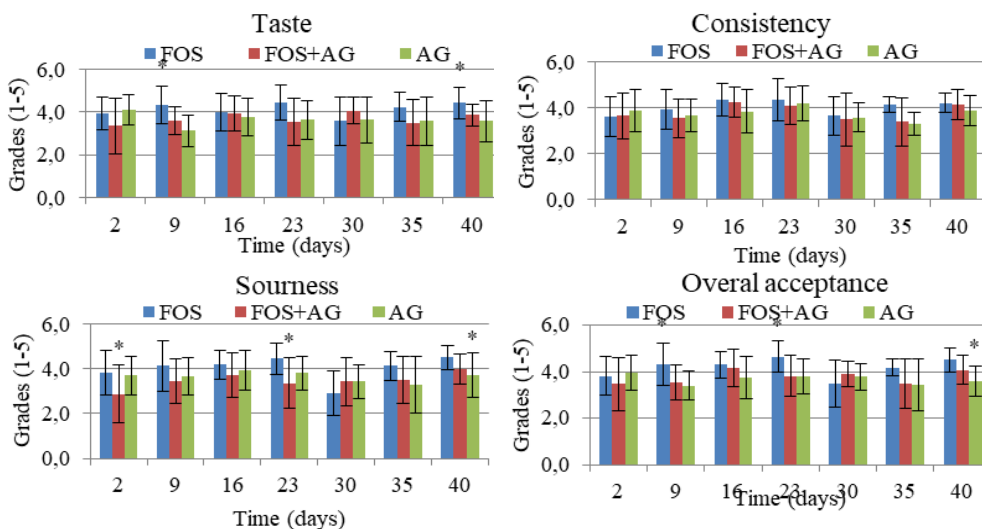 Taste
FOS FOS+AG AG
Grades (1-5)
6,0
4,0
2,0
0,0
* *
2 9 16 23 30 35 40
Time (days)
Consistency
FOS FOS+AG AG
Grades (1-5)
6,0
4,0
2,0
0,0
2 9 16 23 30 35 40
Time (days)
Sourness
FOS FOS+AG AG
Grades (1-5)
6,0
4,0
2,0
0,0
* * *
2 9 16 23 30 35 40
Time (days)
Overal acceptance
FOS FOS+AG AG
Grades (1-5)
6,0
4,0
2,0
0,0
* * *
2 9 16 23 30 35 40
Time (days)